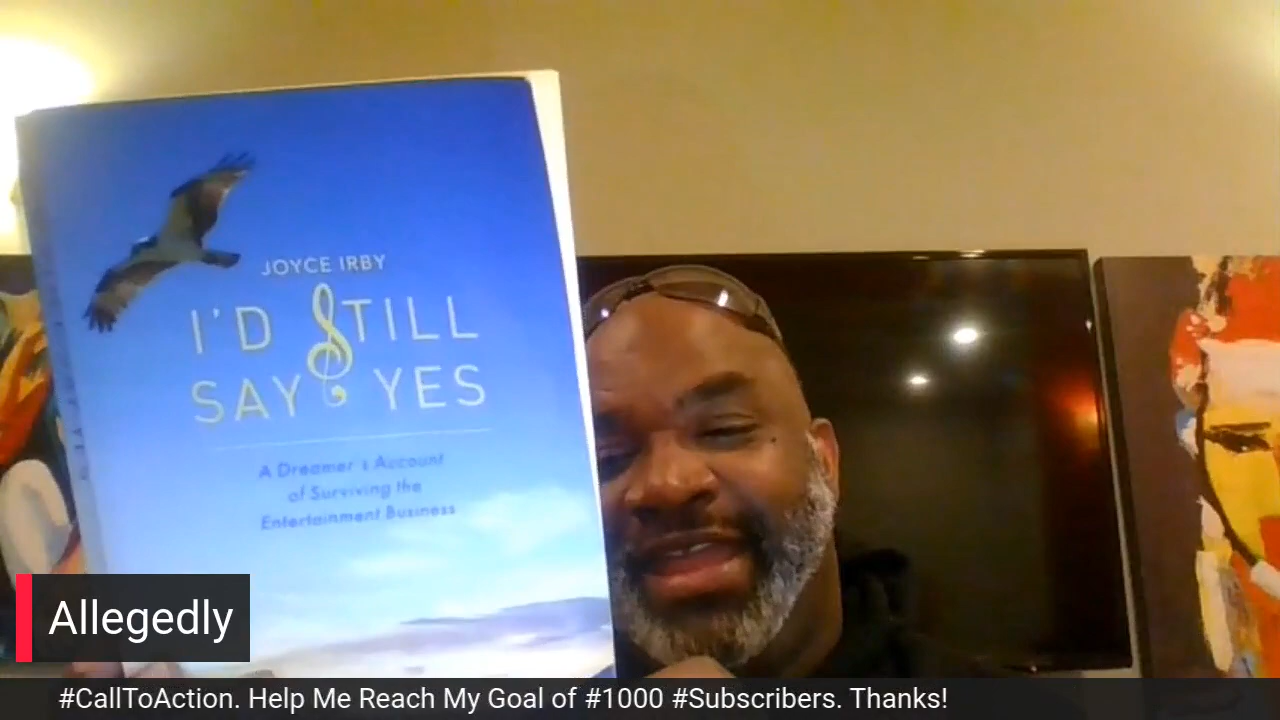 JOYCE IRBY
I'D STILL
SAY YES
A Dreamer's Account
of Surviving the
Entertainment Business
Allegedly
#CallToAction. Help Me Reach My Goal of #1000 #Subscribers. Thanks!